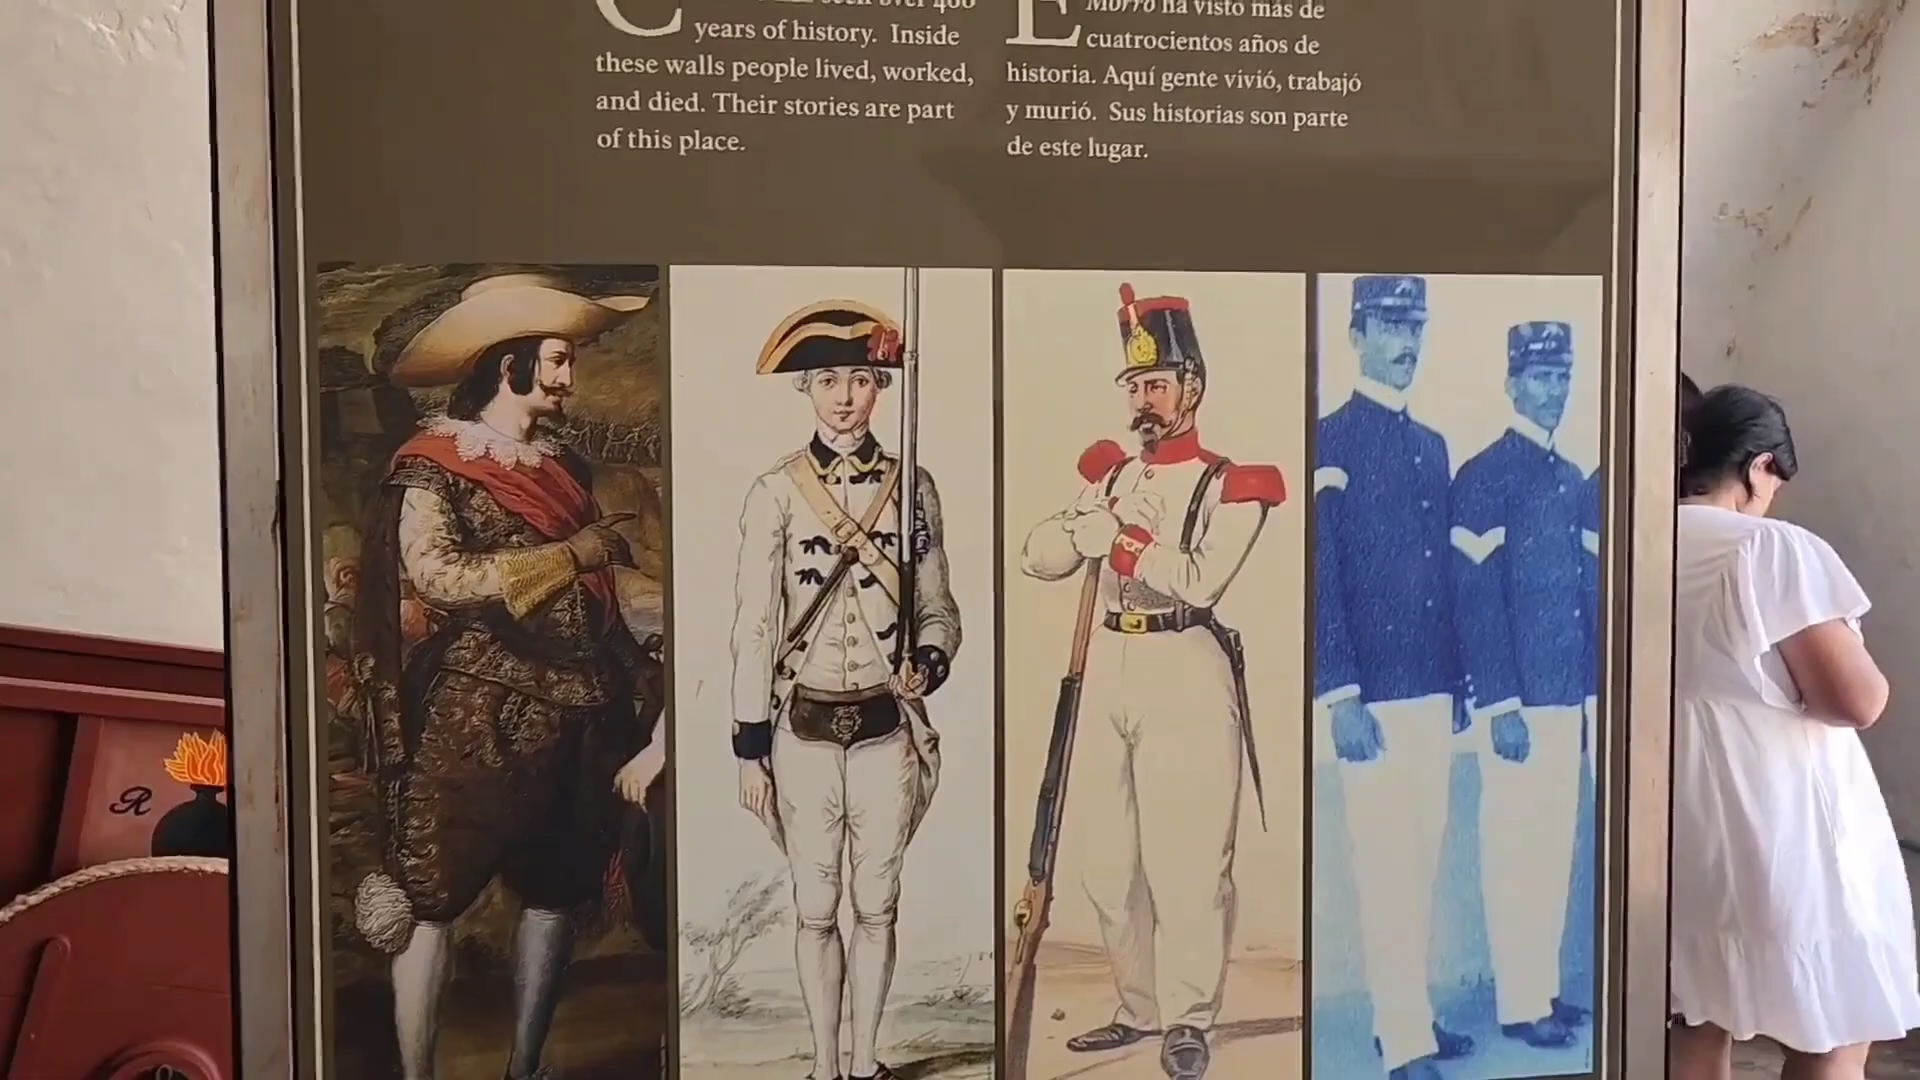 over 400
years of history. Inside
these walls people lived, worked,
and died. Their stories are part
of this place.
Morro ha visto más de
cuatrocientos años de
historia. Aquí gente vivió, trabajó
y murió. Sus historias son parte
de este lugar.
R